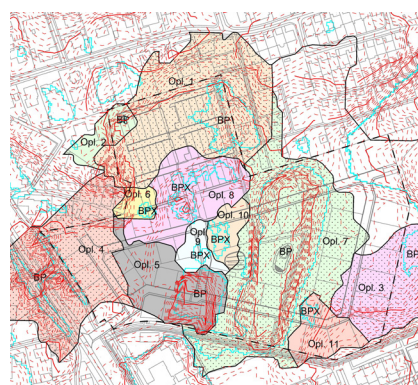 Opl. 1
BP
Opl. 2
BP
BPX
Opl. 6
Opl. 8
BPX
Opl. 10
Opl.
9
BPX
Opl. 7
Opl. 4
Opl. 5
BPX
BP
BP
BP
Opl. 3
BPX
Opl. 11